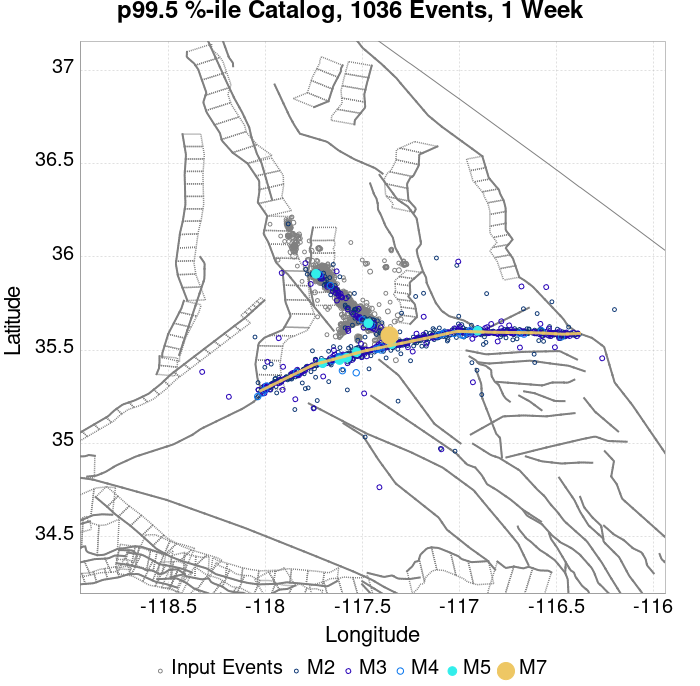 p99.5 %-ile Catalog, 1036 Events, 1 Week
37
36.5
36
35.5
35
34.5
Latitude
-118.5 -118 -117.5 -117 -116.5 -116
Longitude
Input Events M2 M3 M4 M5 M7